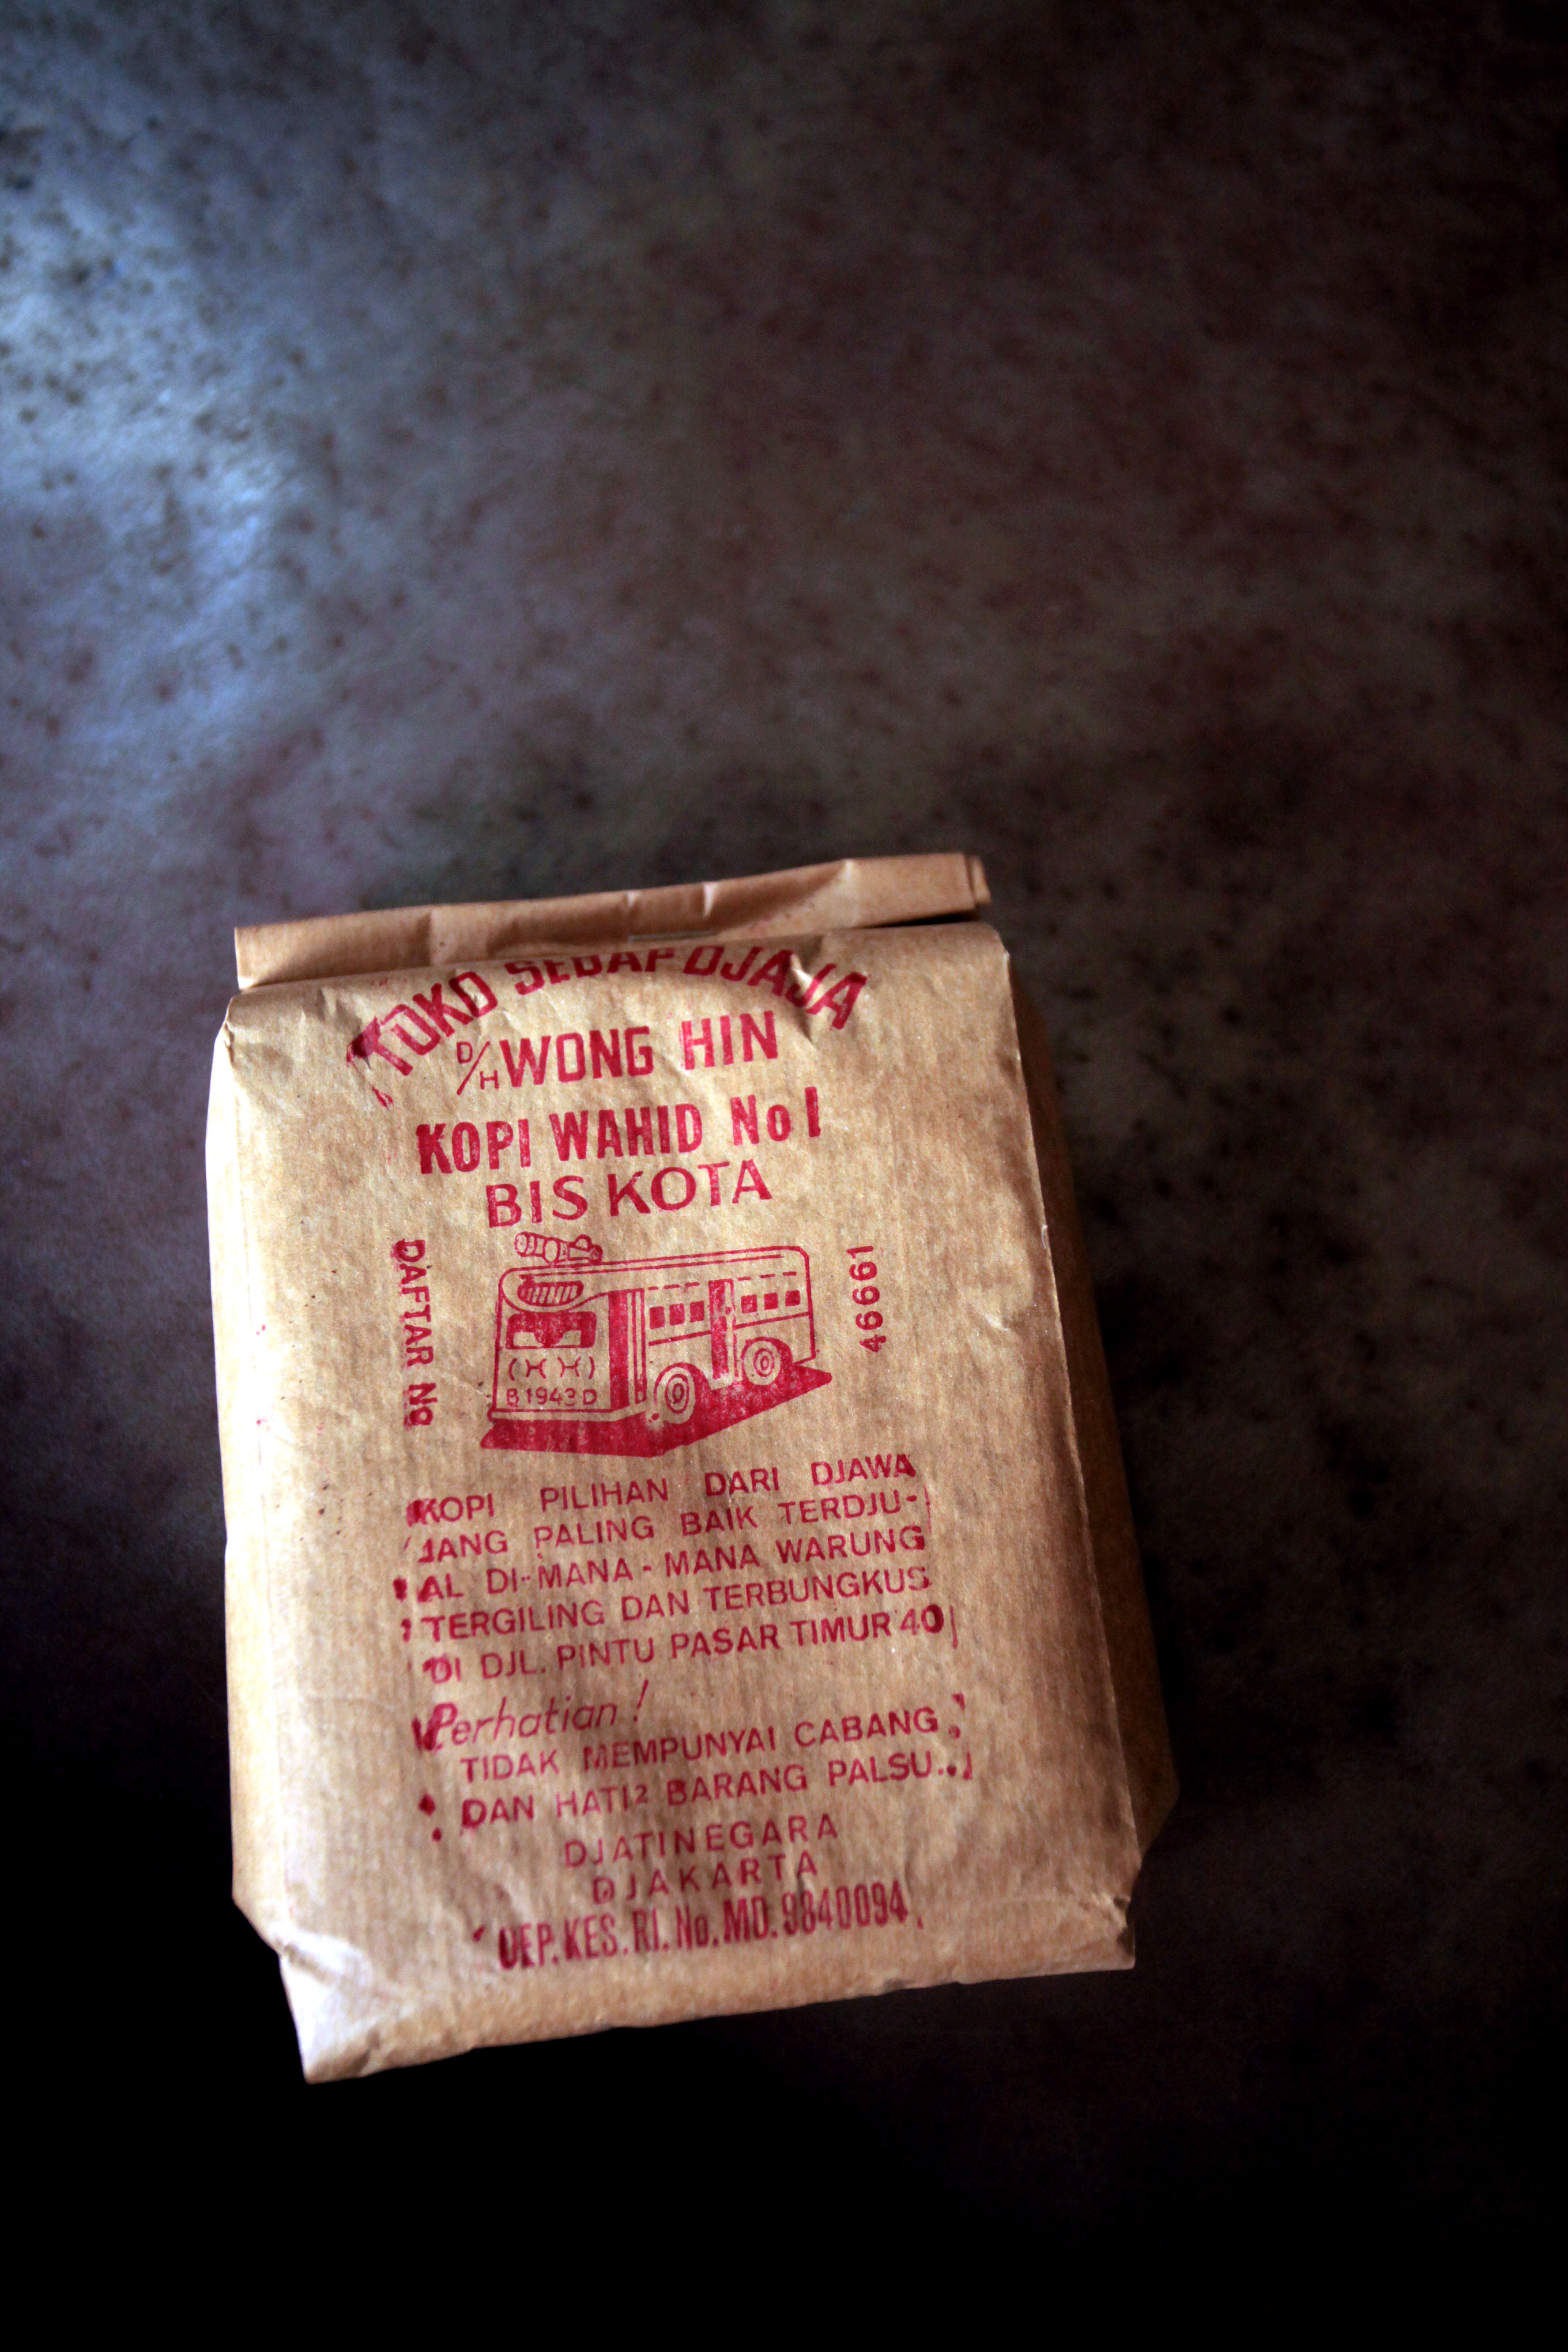 TOKO SEDAP DJAJA
D/H WONG HIN
KOPI WAHID No 1
BIS KOTA
DAFTAR No
46661
B 1943 D
KOPI PILIHAN DARI DJAWA
JANG PALING BAIK TERDJU-
AL DI-MANA-MANA WARUNG
TERGILING DAN TERBUNGKUS
DI DJL. PINTU PASAR TIMUR 40
Perhatian!
TIDAK MEMPUNYAI CABANG,
DAN HATI2 BARANG PALSU...
DJATINEGARA
DJAKARTA
DEP. KES. RI. No. MD. 9840094